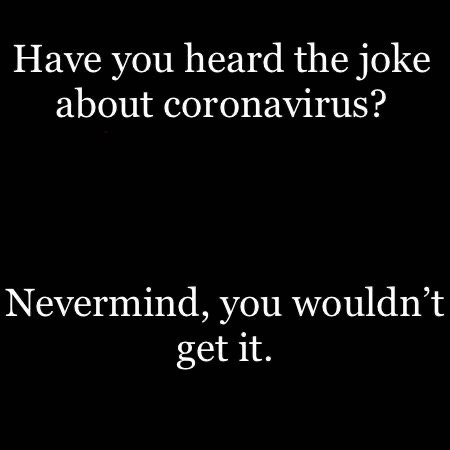 Have you heard the joke
about coronavirus?
Nevermind, you wouldn’t
get it.